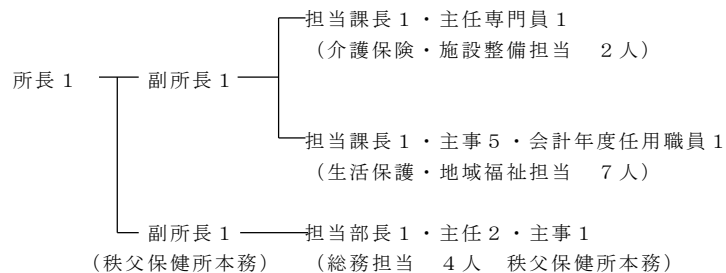 担当課長１・主任専門員１
（介護保険・施設整備担当　２人）
所長１　副所長１
担当課長１・主事５・会計年度任用職員１
（生活保護・地域福祉担当　７人）
副所長１　担当部長１・主任２・主事１
（秩父保健所本務）　（総務担当　４人　秩父保健所本務）